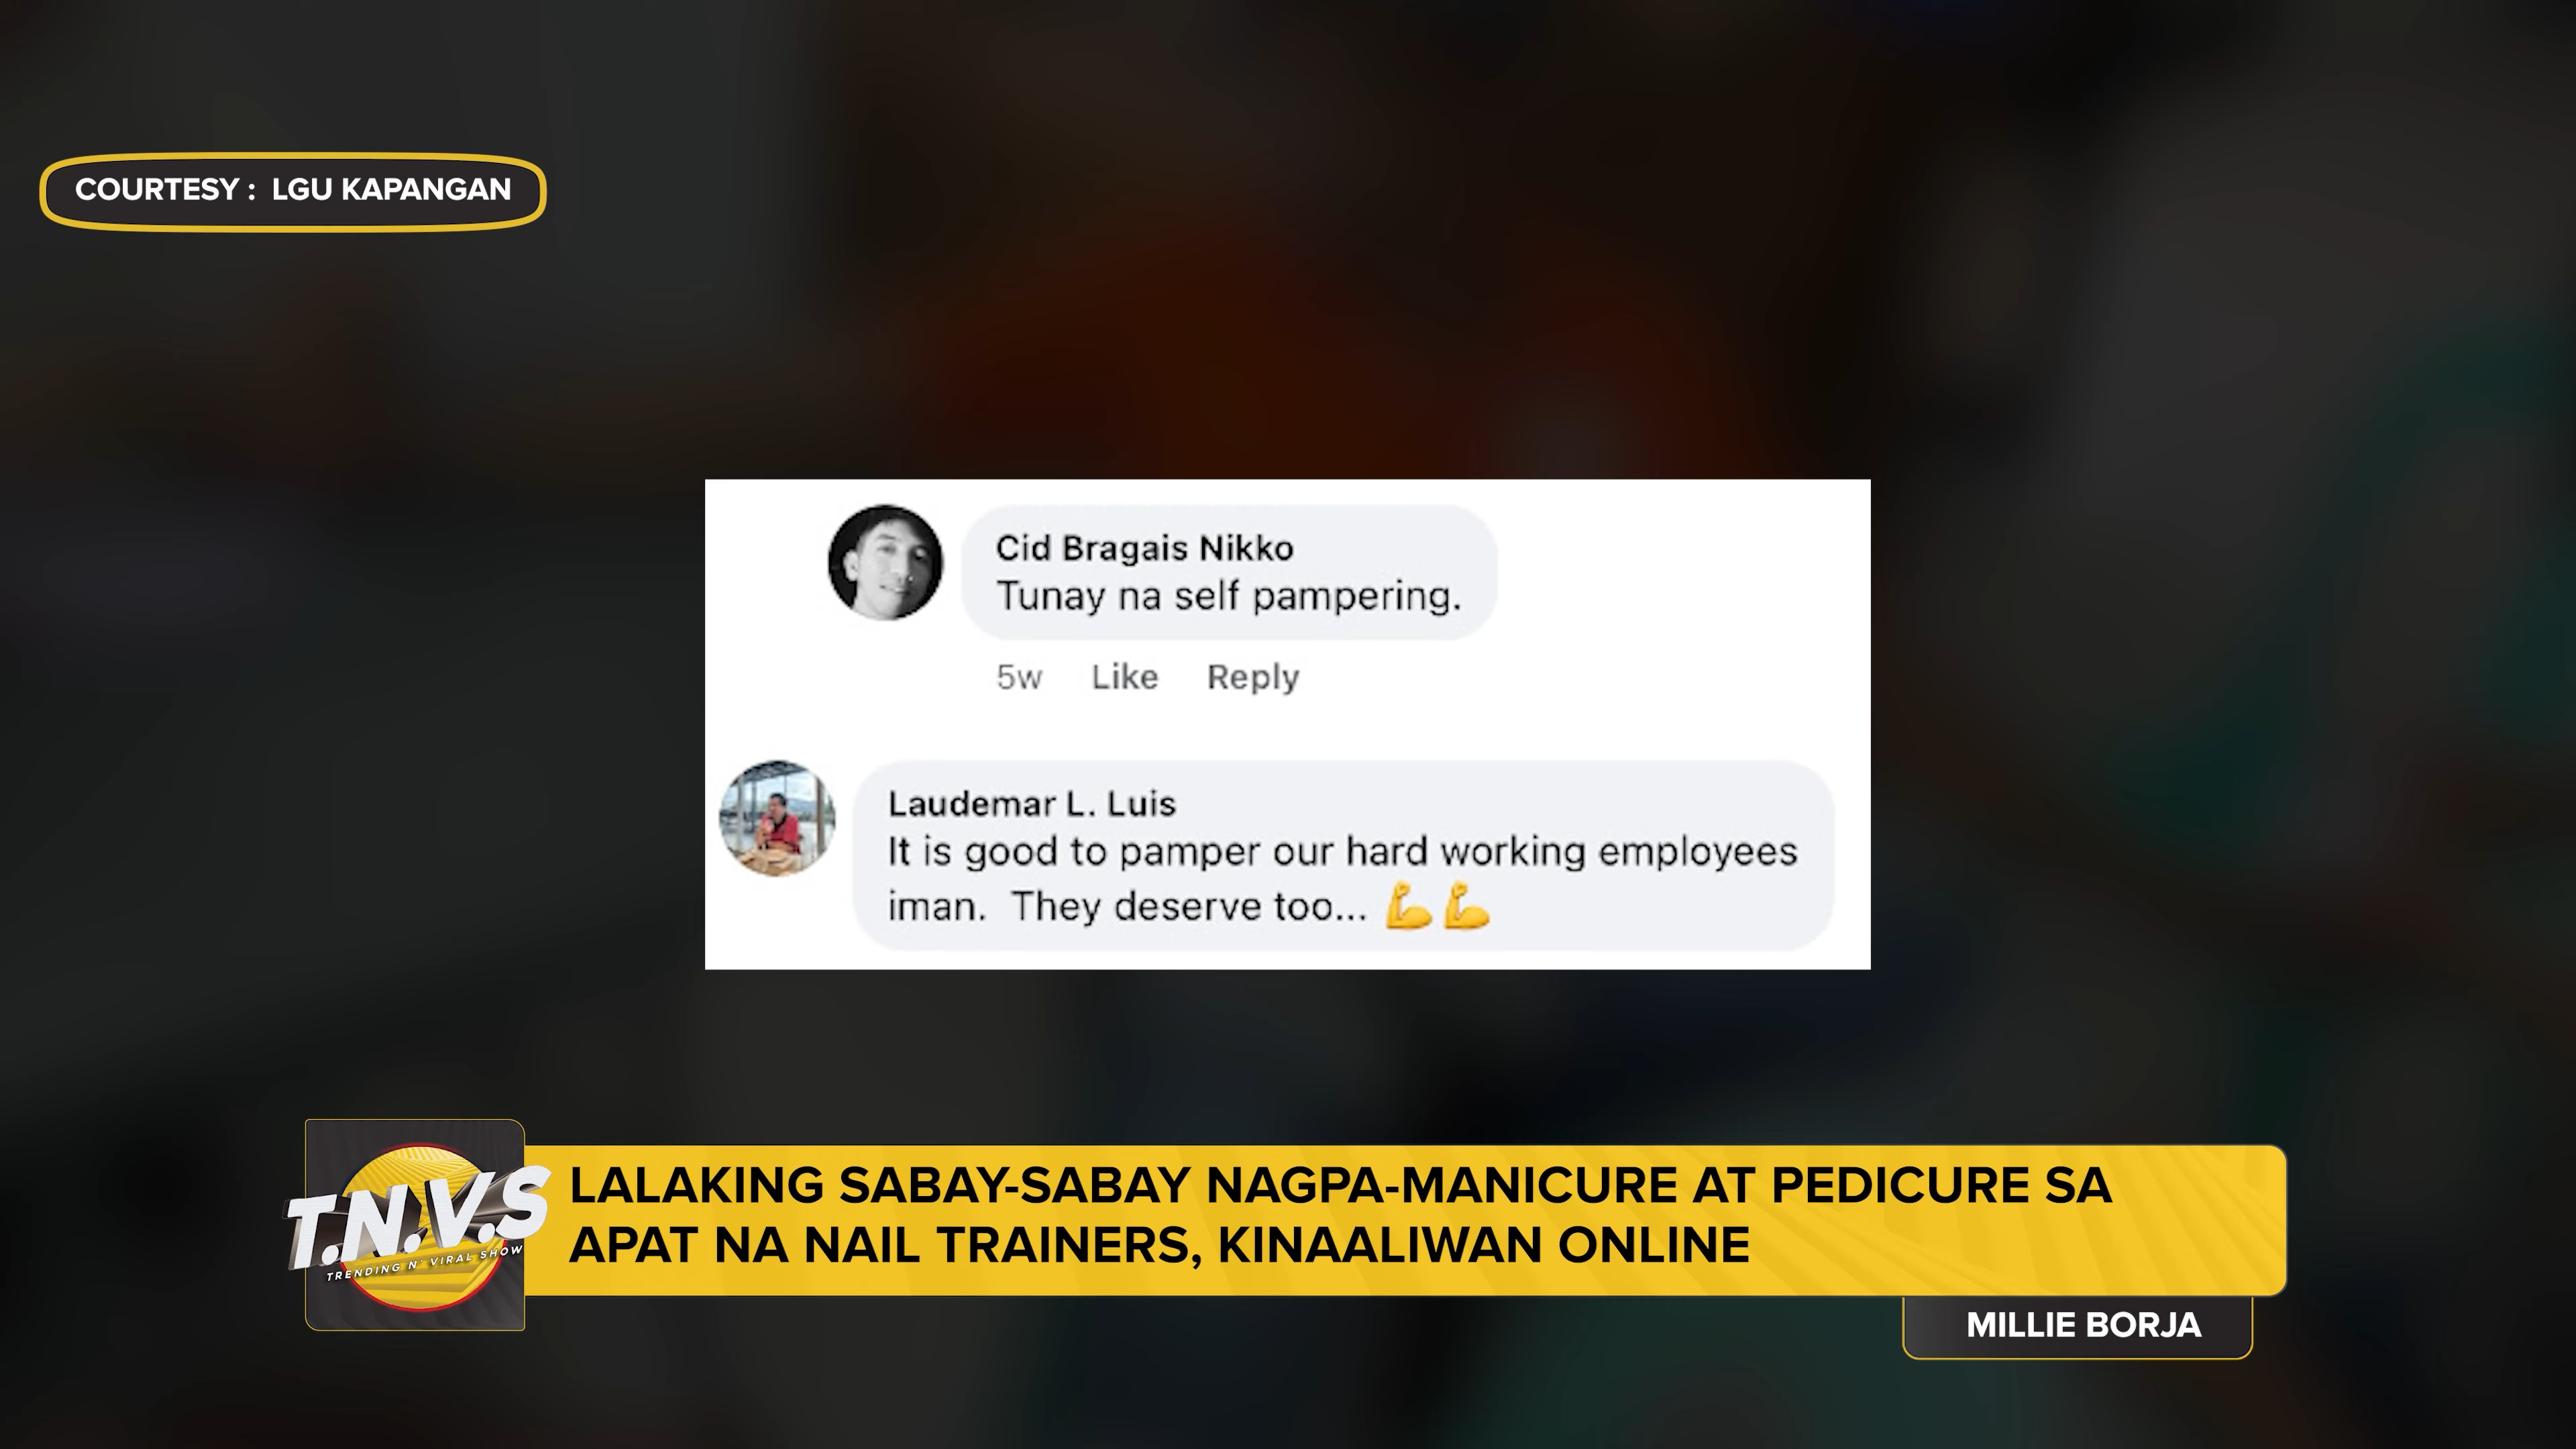 COURTESY : LGU KAPANGAN
Cid Bragais Nikko
Tunay na self pampering.
5w Like Reply
Laudemar L. Luis
It is good to pamper our hard working employees
iman. They deserve too... 💪💪
T.N.V.S
TRENDING N' VIRAL SHOW
LALAKING SABAY-SABAY NAGPA-MANICURE AT PEDICURE SA
APAT NA NAIL TRAINERS, KINAALIWAN ONLINE
MILLIE BORJA